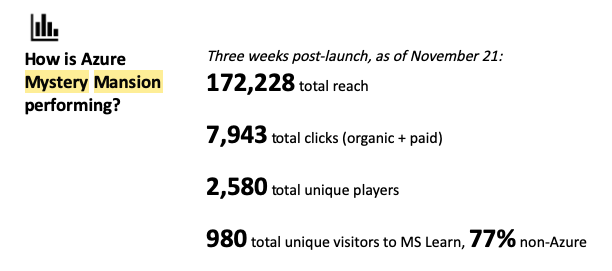 How is Azure
Mystery Mansion
performing?
Three weeks post-launch, as of November 21:
172,228 total reach
7,943 total clicks (organic + paid)
2,580 total unique players
980 total unique visitors to MS Learn, 77% non-Azure